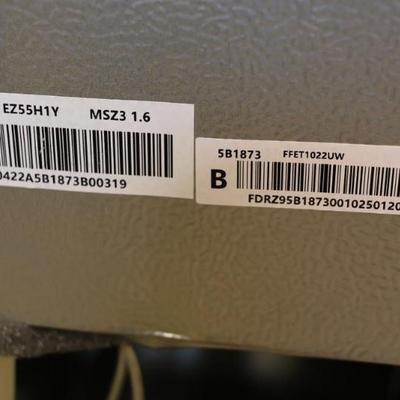 EZ55H1Y MSZ3 1.6
0422A5B1873B00319
5B1873 FFET1022UW
B
FDRZ95B18730010250120